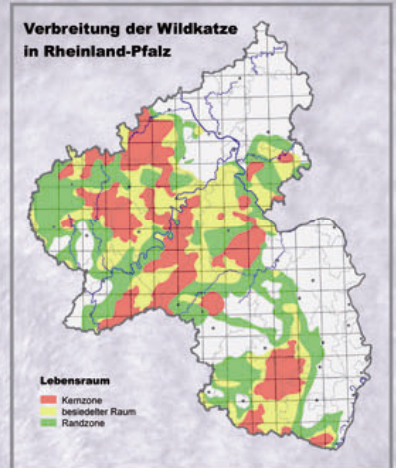 Verbreitung der Wildkatze
in Rheinland-Pfalz
Lebensraum
Kernzone
besiedelter Raum
Randzone